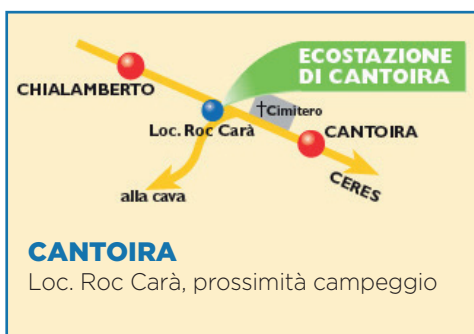 ECOSTAZIONE
DI CANTOIRA
CHIALAMBERTO
†Cimitero
Loc. Roc Carà
CANTOIRA
CERES
alla cava
CANTOIRA
Loc. Roc Carà, prossimità campeggio